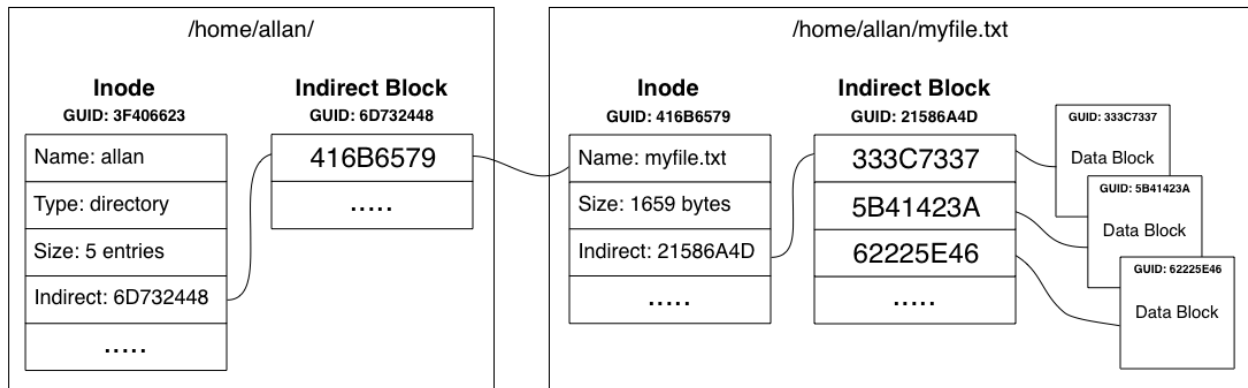 /home/allan/
Inode
GUID: 3F406623
Name: allan
Type: directory
Size: 5 entries
Indirect: 6D732448
.....
Indirect Block
GUID: 6D732448
416B6579
.....
/home/allan/myfile.txt
Inode
GUID: 416B6579
Name: myfile.txt
Size: 1659 bytes
Indirect: 21586A4D
.....
Indirect Block
GUID: 21586A4D
333C7337
5B41423A
62225E46
.....
GUID: 333C7337
Data Block
GUID: 5B41423A
Data Block
GUID: 62225E46
Data Block